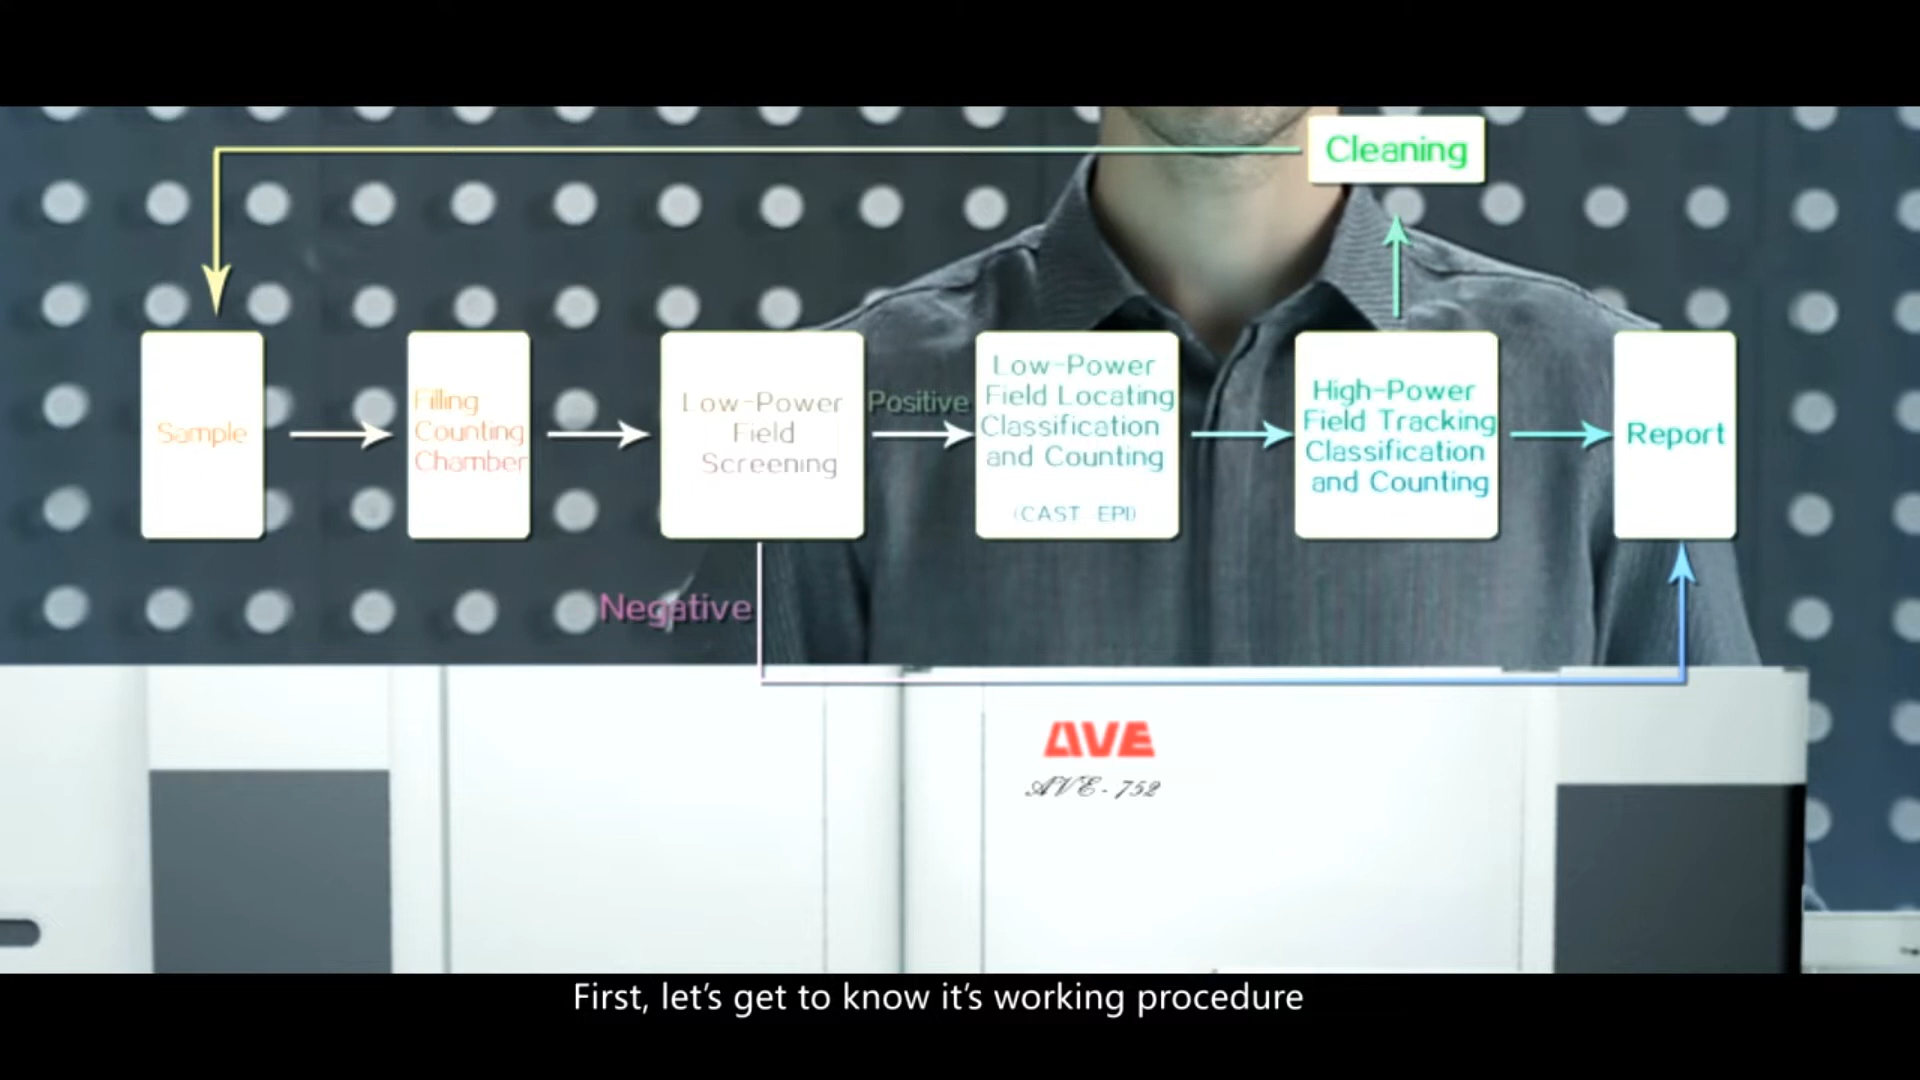 Cleaning
Sample
Filling
Counting
Chamber
Low-Power
Field
Screening
Positive
Low-Power
Field Locating
Classification
and Counting
(CAST EPI)
High-Power
Field Tracking
Classification
and Counting
Report
Negative
AVE
AVE-752
First, let's get to know it's working procedure